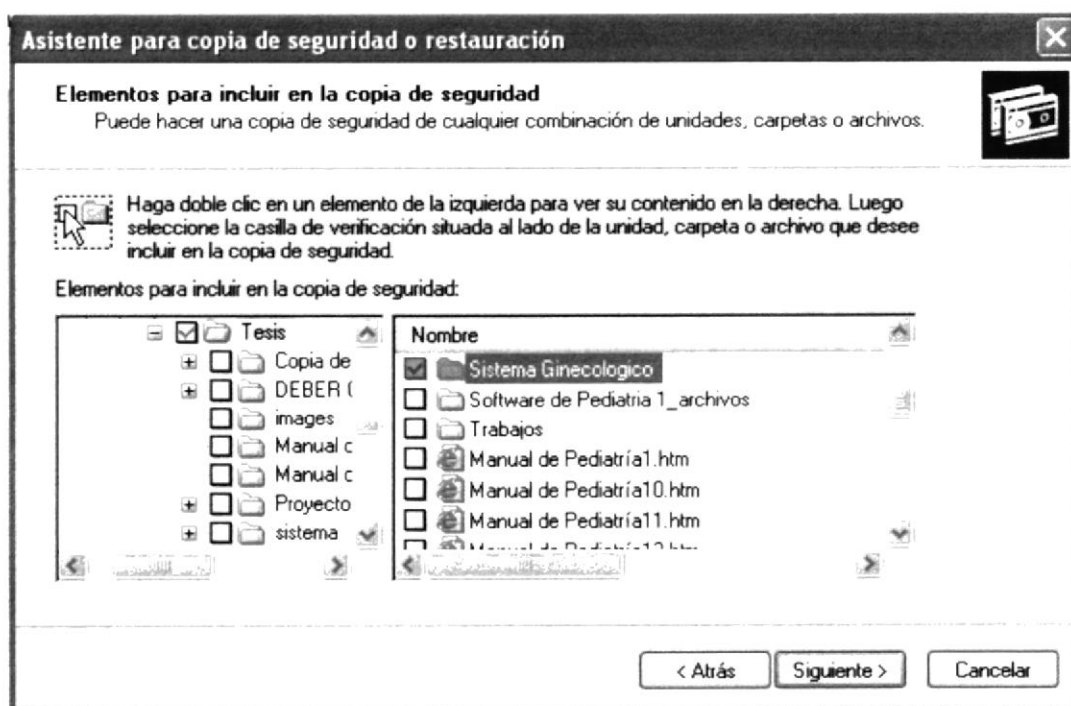 Asistente para copia de seguridad o restauración
Elementos para incluir en la copia de seguridad
Puede hacer una copia de seguridad de cualquier combinación de unidades, carpetas o archivos.
Haga doble clic en un elemento de la izquierda para ver su contenido en la derecha. Luego
seleccione la casilla de verificación situada al lado de la unidad, carpeta o archivo que desee
incluir en la copia de seguridad.
Elementos para incluir en la copia de seguridad:
Tesis
Copia de
DEBER (
images
Manual c
Manual c
Proyecto
sistema
Nombre
Sistema Ginecologico
Software de Pediatria 1_archivos
Trabajos
Manual de Pediatría1.htm
Manual de Pediatría10.htm
Manual de Pediatría11.htm
< Atrás
Siguiente >
Cancelar